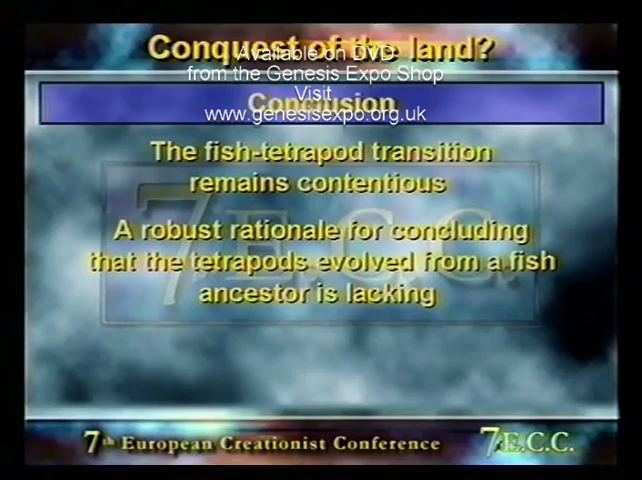 Conquest of the land?
Available on DVD
from the Genesis Expo Shop
Visit
www.genesisexpo.org.uk
Conclusion
The fish-tetrapod transition
remains contentious
A robust rationale for concluding
that the tetrapods evolved from a fish
ancestor is lacking
7 E.C.C.
7th European Creationist Conference
7 E.C.C.